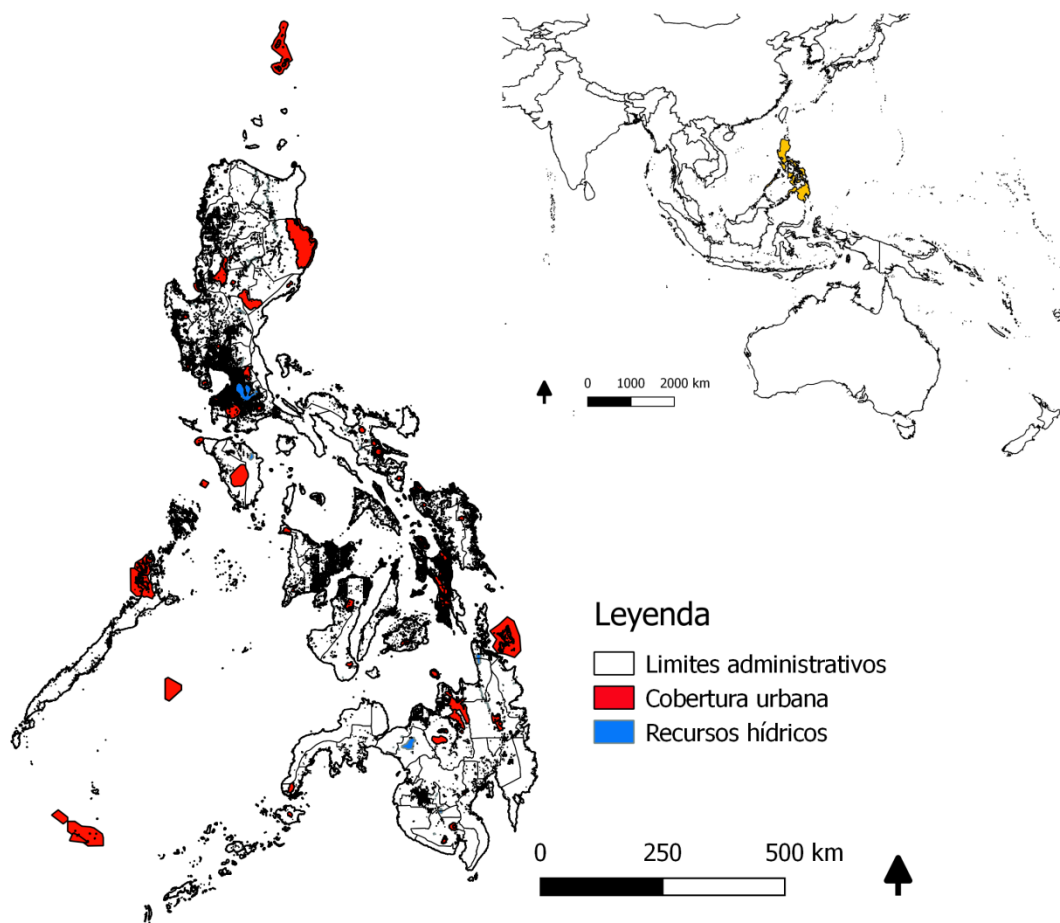 0 1000 2000 km
Leyenda
Limites administrativos
Cobertura urbana
Recursos hídricos
0 250 500 km